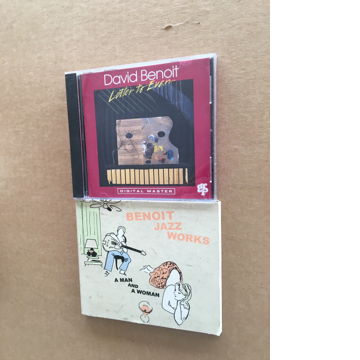 David Benoit
Letter to Evan
DIGITAL MASTER
BENOIT
JAZZ
WORKS
A MAN
AND
A WOMAN